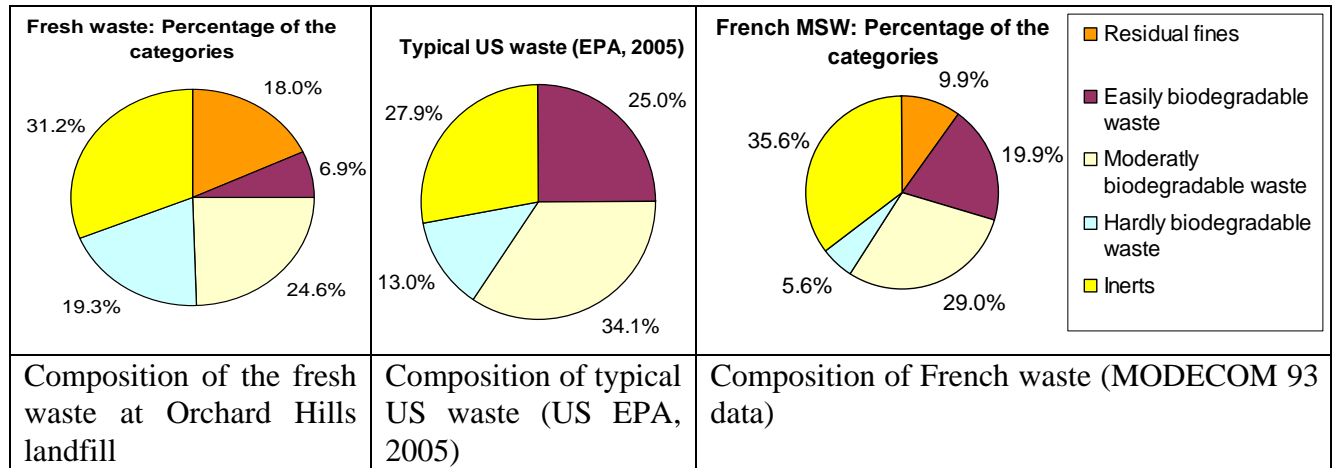 Fresh waste: Percentage of the
categories
18.0%
6.9%
24.6%
19.3%
31.2%
Typical US waste (EPA, 2005)
25.0%
34.1%
13.0%
27.9%
French MSW: Percentage of the
categories
9.9%
19.9%
29.0%
5.6%
35.6%
Residual fines
Easily biodegradable
waste
Moderatly
biodegradable waste
Hardly biodegradable
waste
Inerts
Composition of the fresh
waste at Orchard Hills
landfill
Composition of typical
US waste (US EPA,
2005)
Composition of French waste (MODECOM 93
data)